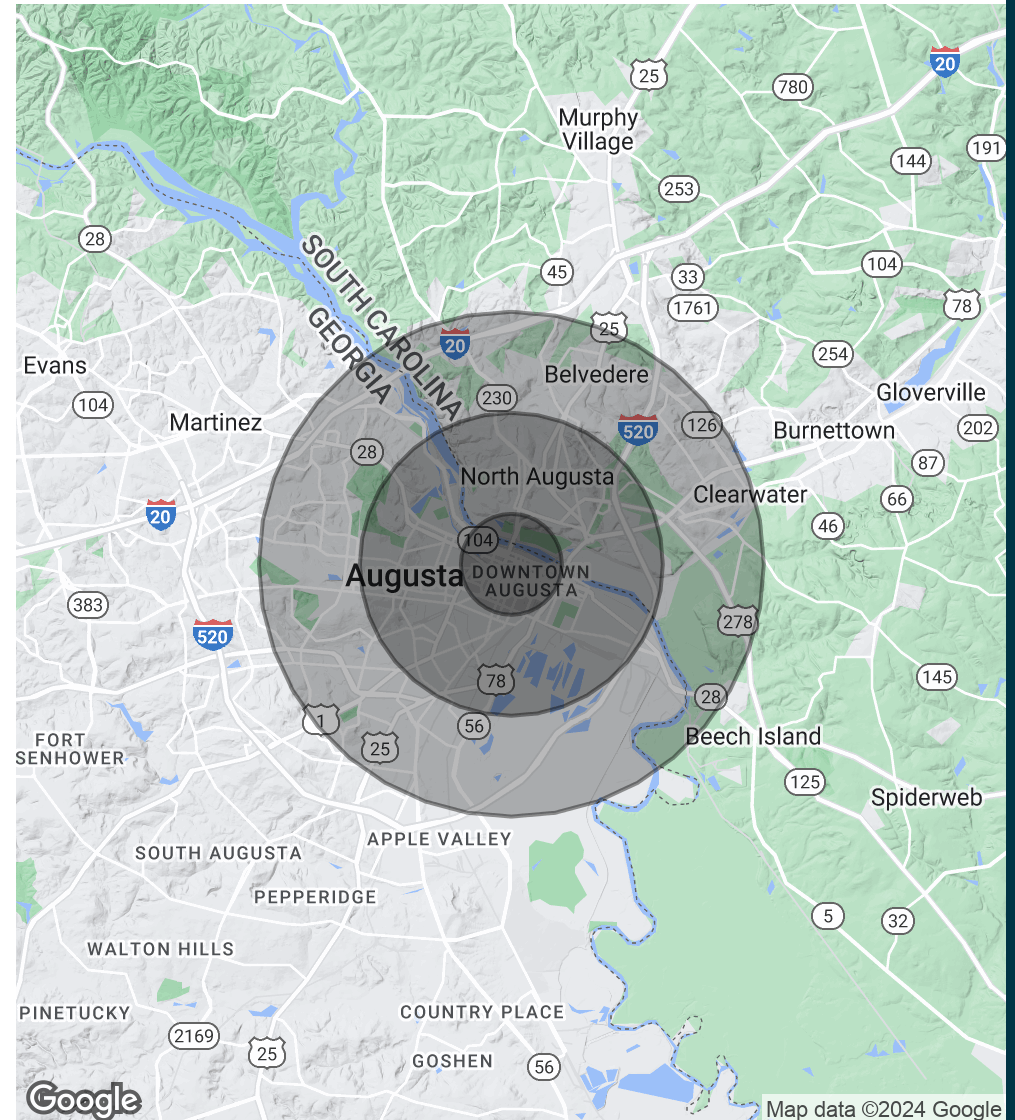 25
20
780
Murphy
Village
191
144
253
28
SOUTH CAROLINA
GEORGIA
104
45
33
1761
78
25
20
254
Evans
Belvedere
Gloverville
230
104
Martinez
126
520
Burnettown
202
28
87
North Augusta
Clearwater
66
20
46
104
Augusta
DOWNTOWN
AUGUSTA
383
278
520
145
78
28
1
56
25
Beech Island
FORT
SENHOWER
125
Spiderweb
APPLE VALLEY
SOUTH AUGUSTA
PEPPERIDGE
5
32
WALTON HILLS
PINETUCKY
COUNTRY PLACE
2169
25
GOSHEN
56
Google
Map data ©2024 Google